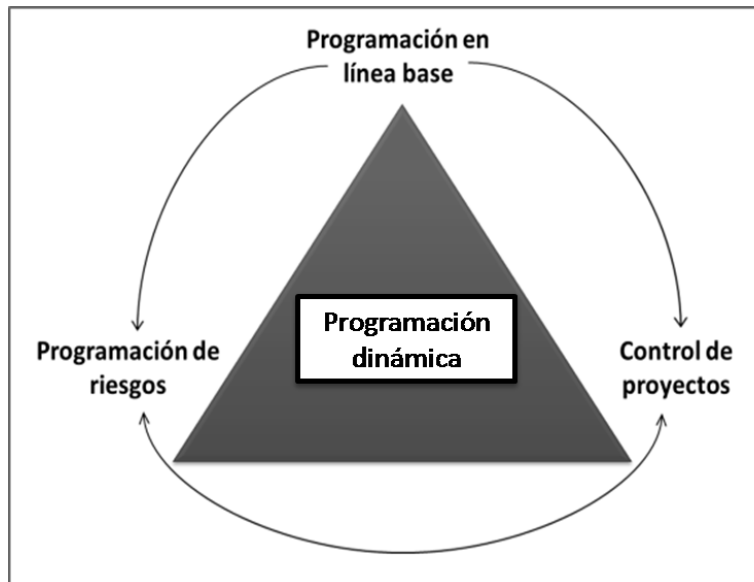 Programación en
línea base
Programación
dinámica
Programación de
riesgos
Control de
proyectos